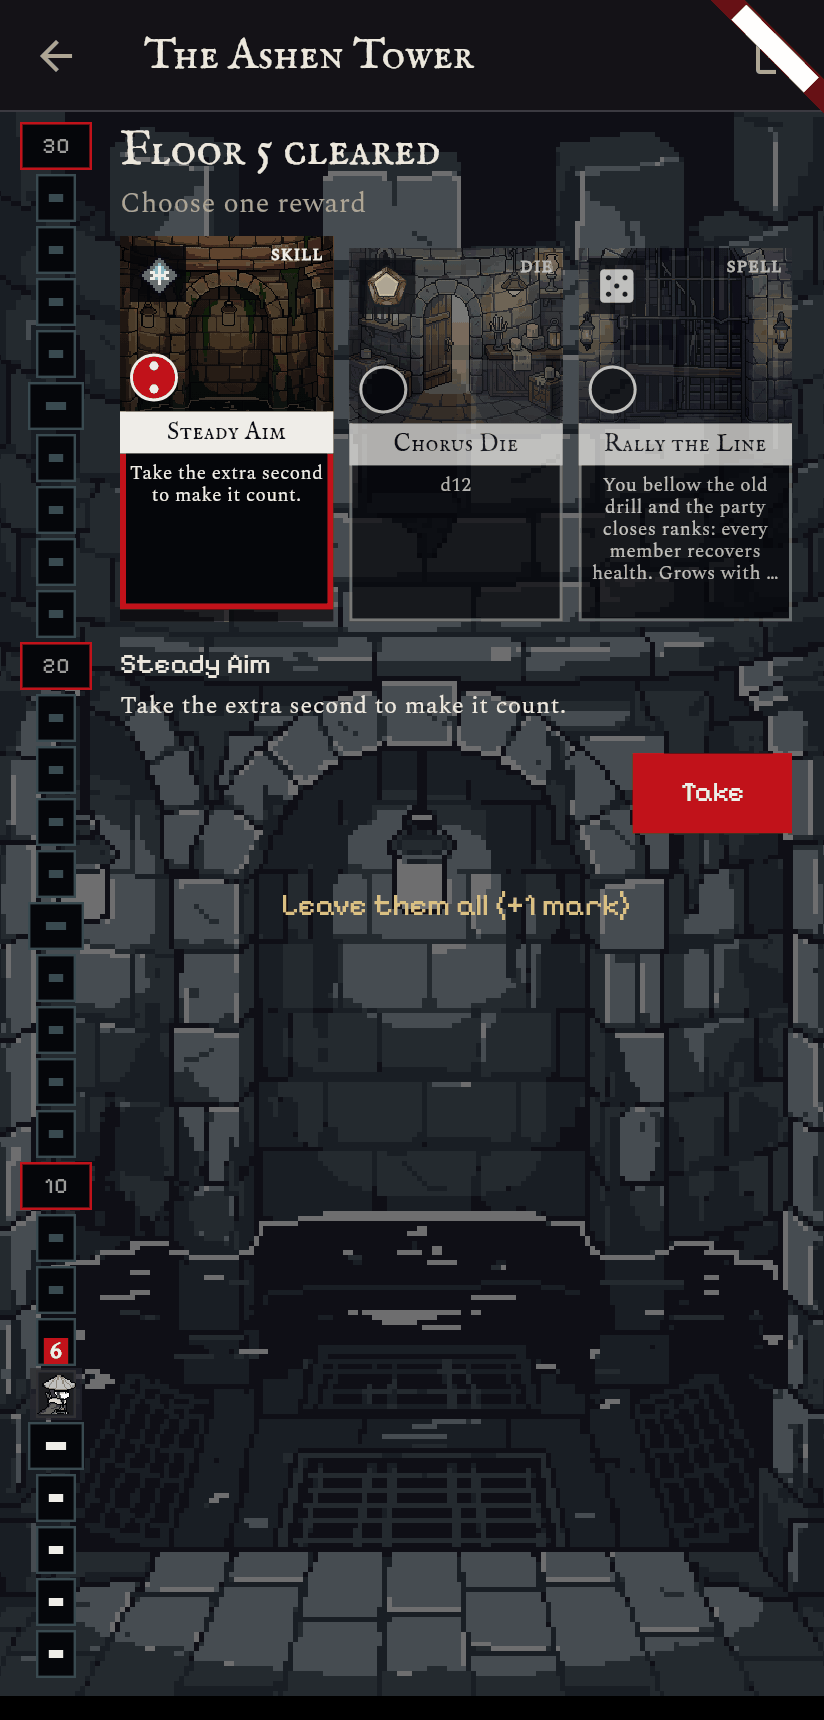 The Ashen Tower
30
Floor 5 cleared
Choose one reward
SKILL
DIE
SPELL
Steady Aim
Chorus Die
Rally the Line
Take the extra second
to make it count.
d12
You bellow the old
drill and the party
closes ranks: every
member recovers
health. Grows with ...
20
Steady Aim
Take the extra second to make it count.
Take
Leave them all (+1 mark)
10
6